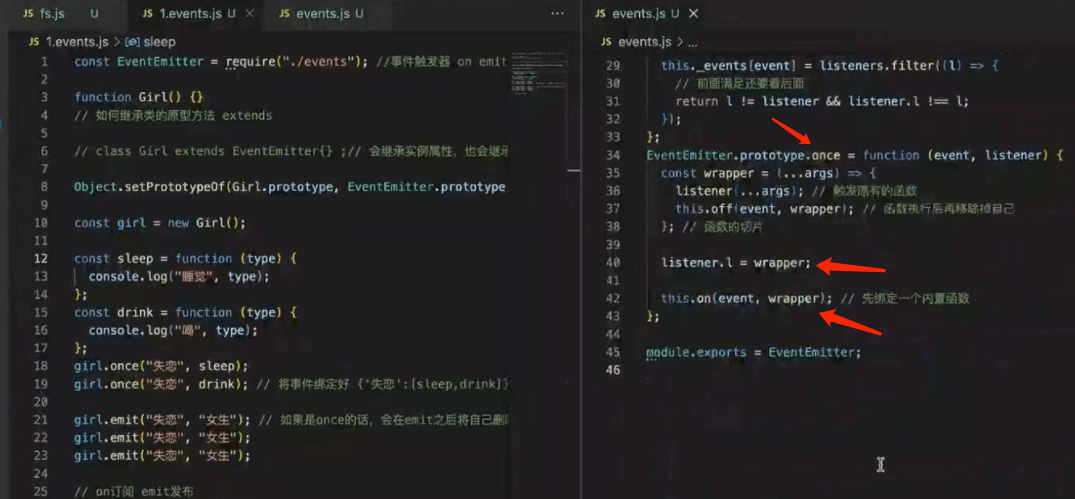 JS fs.js U
JS 1.events.js U ×
JS events.js U
JS 1.events.js > sleep
1 const EventEmitter = require("./events"); //事件触发器 on emit
2
3 function Girl() {}
4 // 如何继承类的原型方法 extends
5
6 // class Girl extends EventEmitter{} ;// 会继承实例属性，也会继承
7
8 Object.setPrototypeOf(Girl.prototype, EventEmitter.prototype
9
10 const girl = new Girl();
11
12 const sleep = function (type) {
13 console.log("睡觉", type);
14 };
15 const drink = function (type) {
16 console.log("喝", type);
17 };
18 girl.once("失恋", sleep);
19 girl.once("失恋", drink); // 将事件绑定好 {'失恋':[sleep,drink]}
20
21 girl.emit("失恋", "女生"); // 如果是once的话，会在emit之后将自己删
22 girl.emit("失恋", "女生");
23 girl.emit("失恋", "女生");
24
25 // on订阅 emit发布
JS events.js U ×
JS events.js > ...
29 this._events[event] = listeners.filter((l) => {
30 // 前面满足还要看后面
31 return l != listener && listener.l !== l;
32 });
33 };
34 EventEmitter.prototype.once = function (event, listener) {
35 const wrapper = (...args) => {
36 listener(...args); // 触发原有的函数
37 this.off(event, wrapper); // 函数执行后再移除掉自己
38 }; // 函数的切片
39
40 listener.l = wrapper;
41
42 this.on(event, wrapper); // 先绑定一个内置函数
43 };
44
45 module.exports = EventEmitter;
46